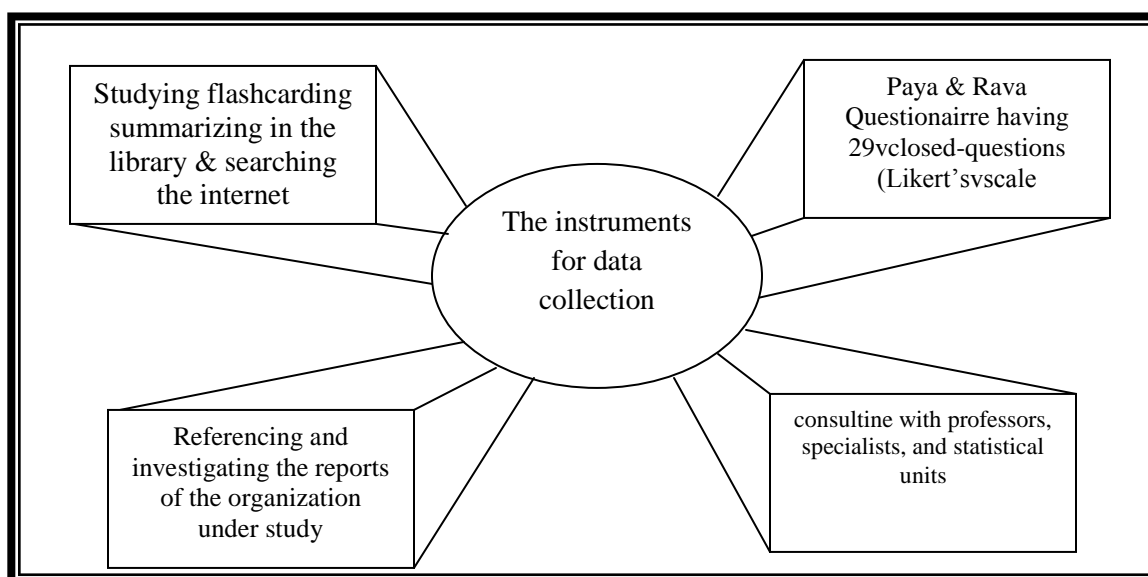 Studying flashcarding
summarizing in the
library & searching
the internet
Paya & Rava
Questionairre having
29vclosed-questions
(Likert'svscale
The instruments
for data
collection
Referencing and
investigating the reports
of the organization
under study
consultine with professors,
specialists, and statistical
units